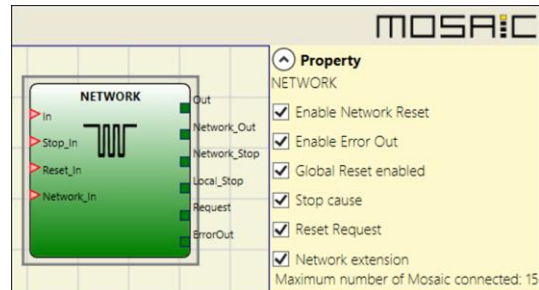 MOSAIC
NETWORK
In
Stop_In
Reset_In
Network_In
Out
Network_Out
Network_Stop
Local_Stop
Request
ErrorOut
Property
NETWORK
Enable Network Reset
Enable Error Out
Global Reset enabled
Stop cause
Reset Request
Network extension
Maximum number of Mosaic connected: 15